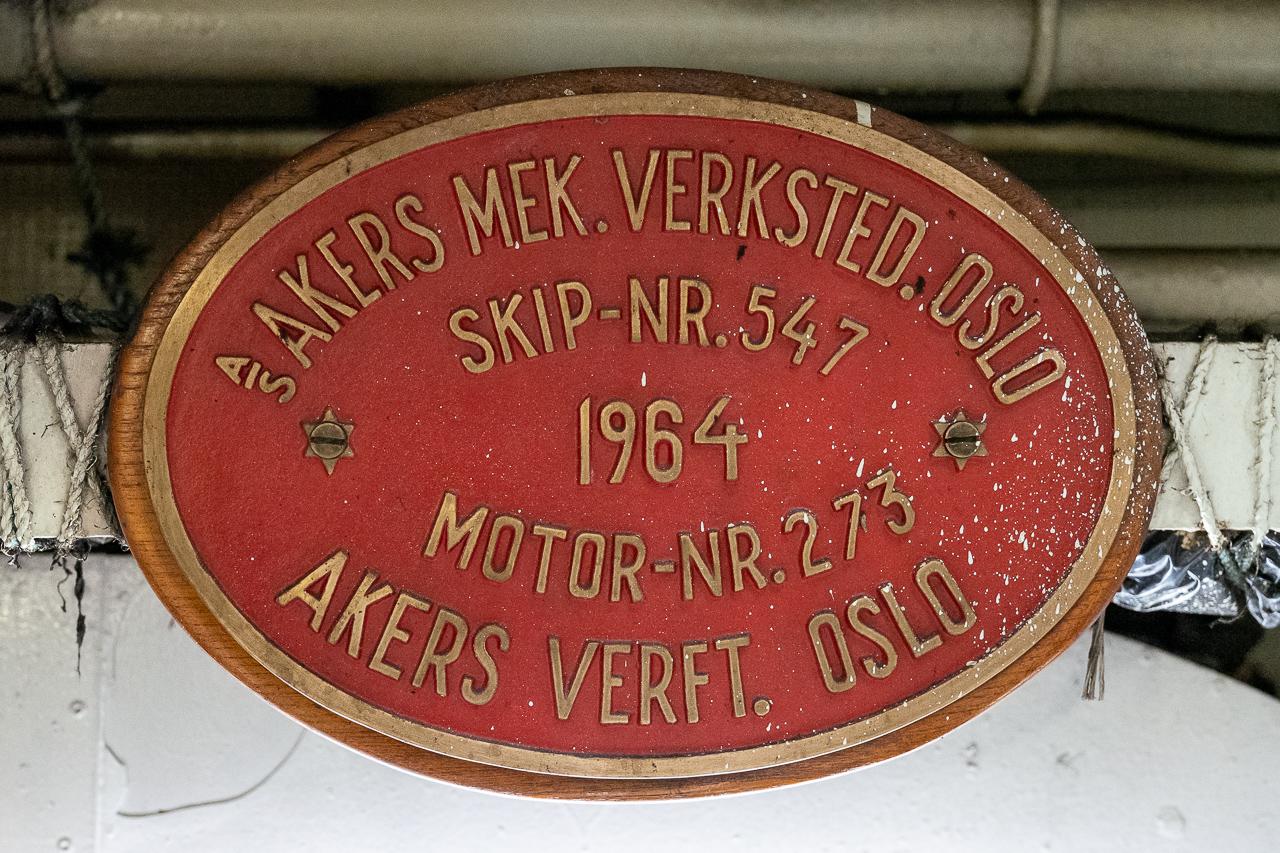 A/S AKERS MEK. VERKSTED. OSLO
SKIP-NR. 547
1964
MOTOR-NR. 273
AKERS VERFT. OSLO